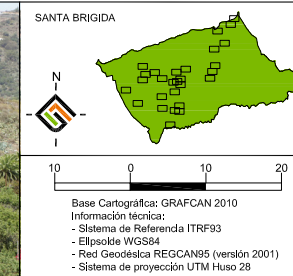 SANTA BRIGIDA
N
10 0 10 20
Base Cartográfica: GRAFCAN 2010
Información técnica:
- Sistema de Referencia ITRF93
- Elipsoide WGS84
- Red Geodésica REGCAN95 (versión 2001)
- Sistema de proyección UTM Huso 28